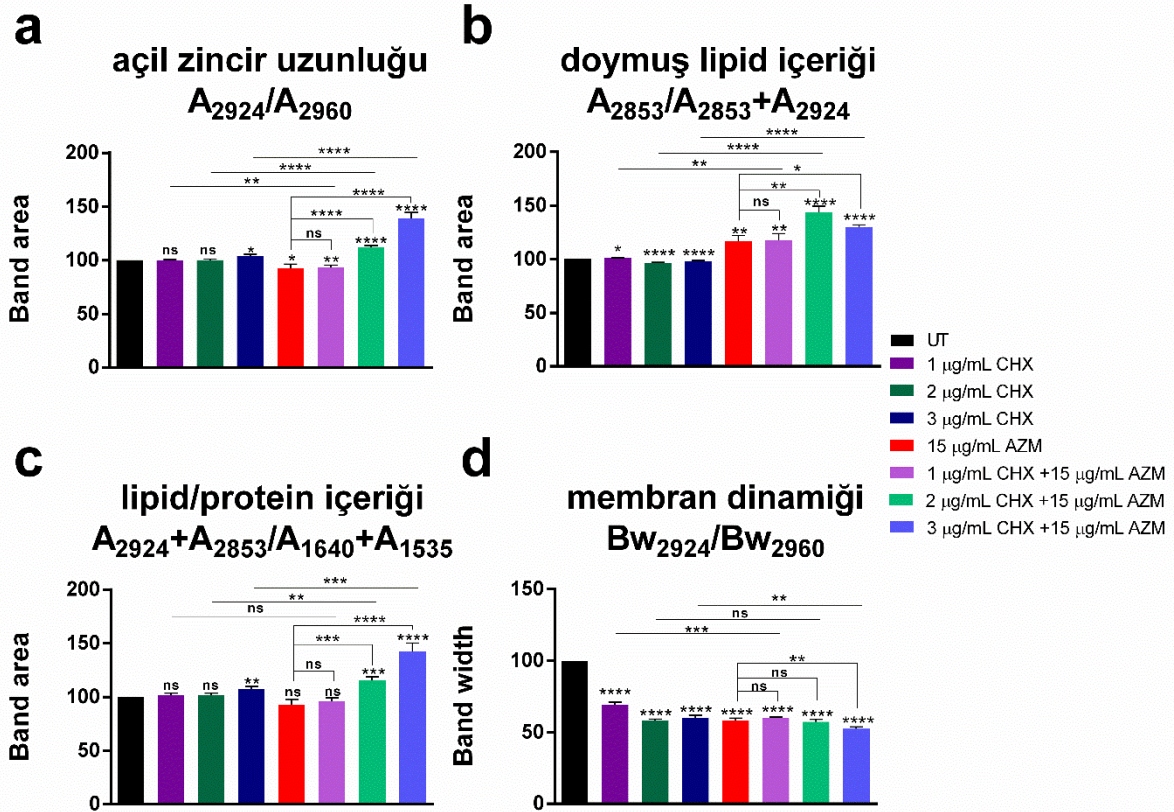 a
açil zincir uzunluğu
A2924/A2960
Band area
200
150
100
50
0
ns
ns
*
*
**
****
****
ns
****
****
**
****
****
b
doymuş lipid içeriği
A2853/A2853+A2924
Band area
200
150
100
50
0
*
****
****
**
**
****
****
ns
**
*
**
****
****
UT
1 µg/mL CHX
2 µg/mL CHX
3 µg/mL CHX
15 µg/mL AZM
1 µg/mL CHX +15 µg/mL AZM
2 µg/mL CHX +15 µg/mL AZM
3 µg/mL CHX +15 µg/mL AZM
c
lipid/protein içeriği
A2924+A2853/A1640+A1535
Band area
200
150
100
50
0
ns
ns
**
ns
ns
***
****
ns
***
****
ns
**
***
d
membran dinamiği
Bw2924/Bw2960
Band width
150
100
50
0
****
****
****
****
****
****
****
ns
ns
**
***
ns
**